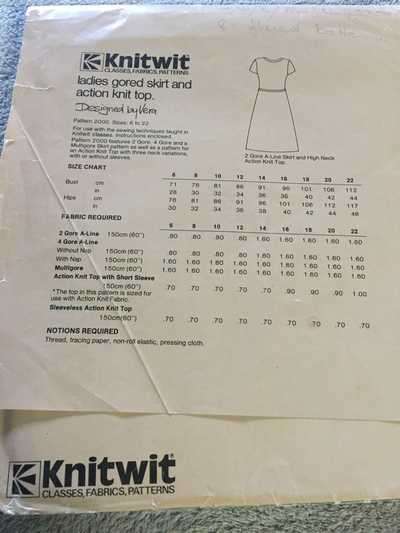 Knitwit
CLASSES, FABRICS, PATTERNS
ladies gored skirt and
action knit top.
Designed by Vera
Pattern 2000. Sizes: 6 to 22
For use with the sewing techniques taught in
Knitwit classes. Instructions enclosed.
Pattern 2000 features 2 Gore, 4 Gore and a
Multigore Skirt pattern as well as a pattern for
an Action Knit Top with three neck variations,
with or without sleeves.
2 Gore A-Line Skirt and High Neck
Action Knit Top
SIZE CHART
6 8 10 12 14 16 18 20 22
Bust cm 71 76 81 86 91 96 101 106 112
in 28 30 32 34 36 38 40 42 44
Hips cm 76 81 86 91 96 101 106 112 117
in 30 32 34 36 38 40 42 44 46
FABRIC REQUIRED
6 8 10 12 14 16 18 20 22
2 Gore A-Line 150cm (60") .80 .80 .80 .80 1.60 1.60 1.60 1.60 1.60
4 Gore A-Line
Without Nap 150cm (60") .80 .80 .80 .80 1.60 1.60 1.60 1.60 1.60
With Nap 150cm (60") 1.60 1.60 1.60 1.60 1.60 1.60 1.60 1.60 1.60
Multigore 150cm (60") 1.60 1.60 1.60 1.60 1.60 1.60 1.60 1.60 1.60
Action Knit Top with Short Sleeve
150cm (60") .70 .70 .70 .70 .70 .90 .90 .90 1.00
*The top in this pattern is sized for
use with Action Knit Fabric.
Sleeveless Action Knit Top
150cm(60") .70 .70 .70 .70 .70 .70 .70 .70 .70
NOTIONS REQUIRED
Thread, tracing paper, non-roll elastic, pressing cloth.
Knitwit®
CLASSES, FABRICS, PATTERNS